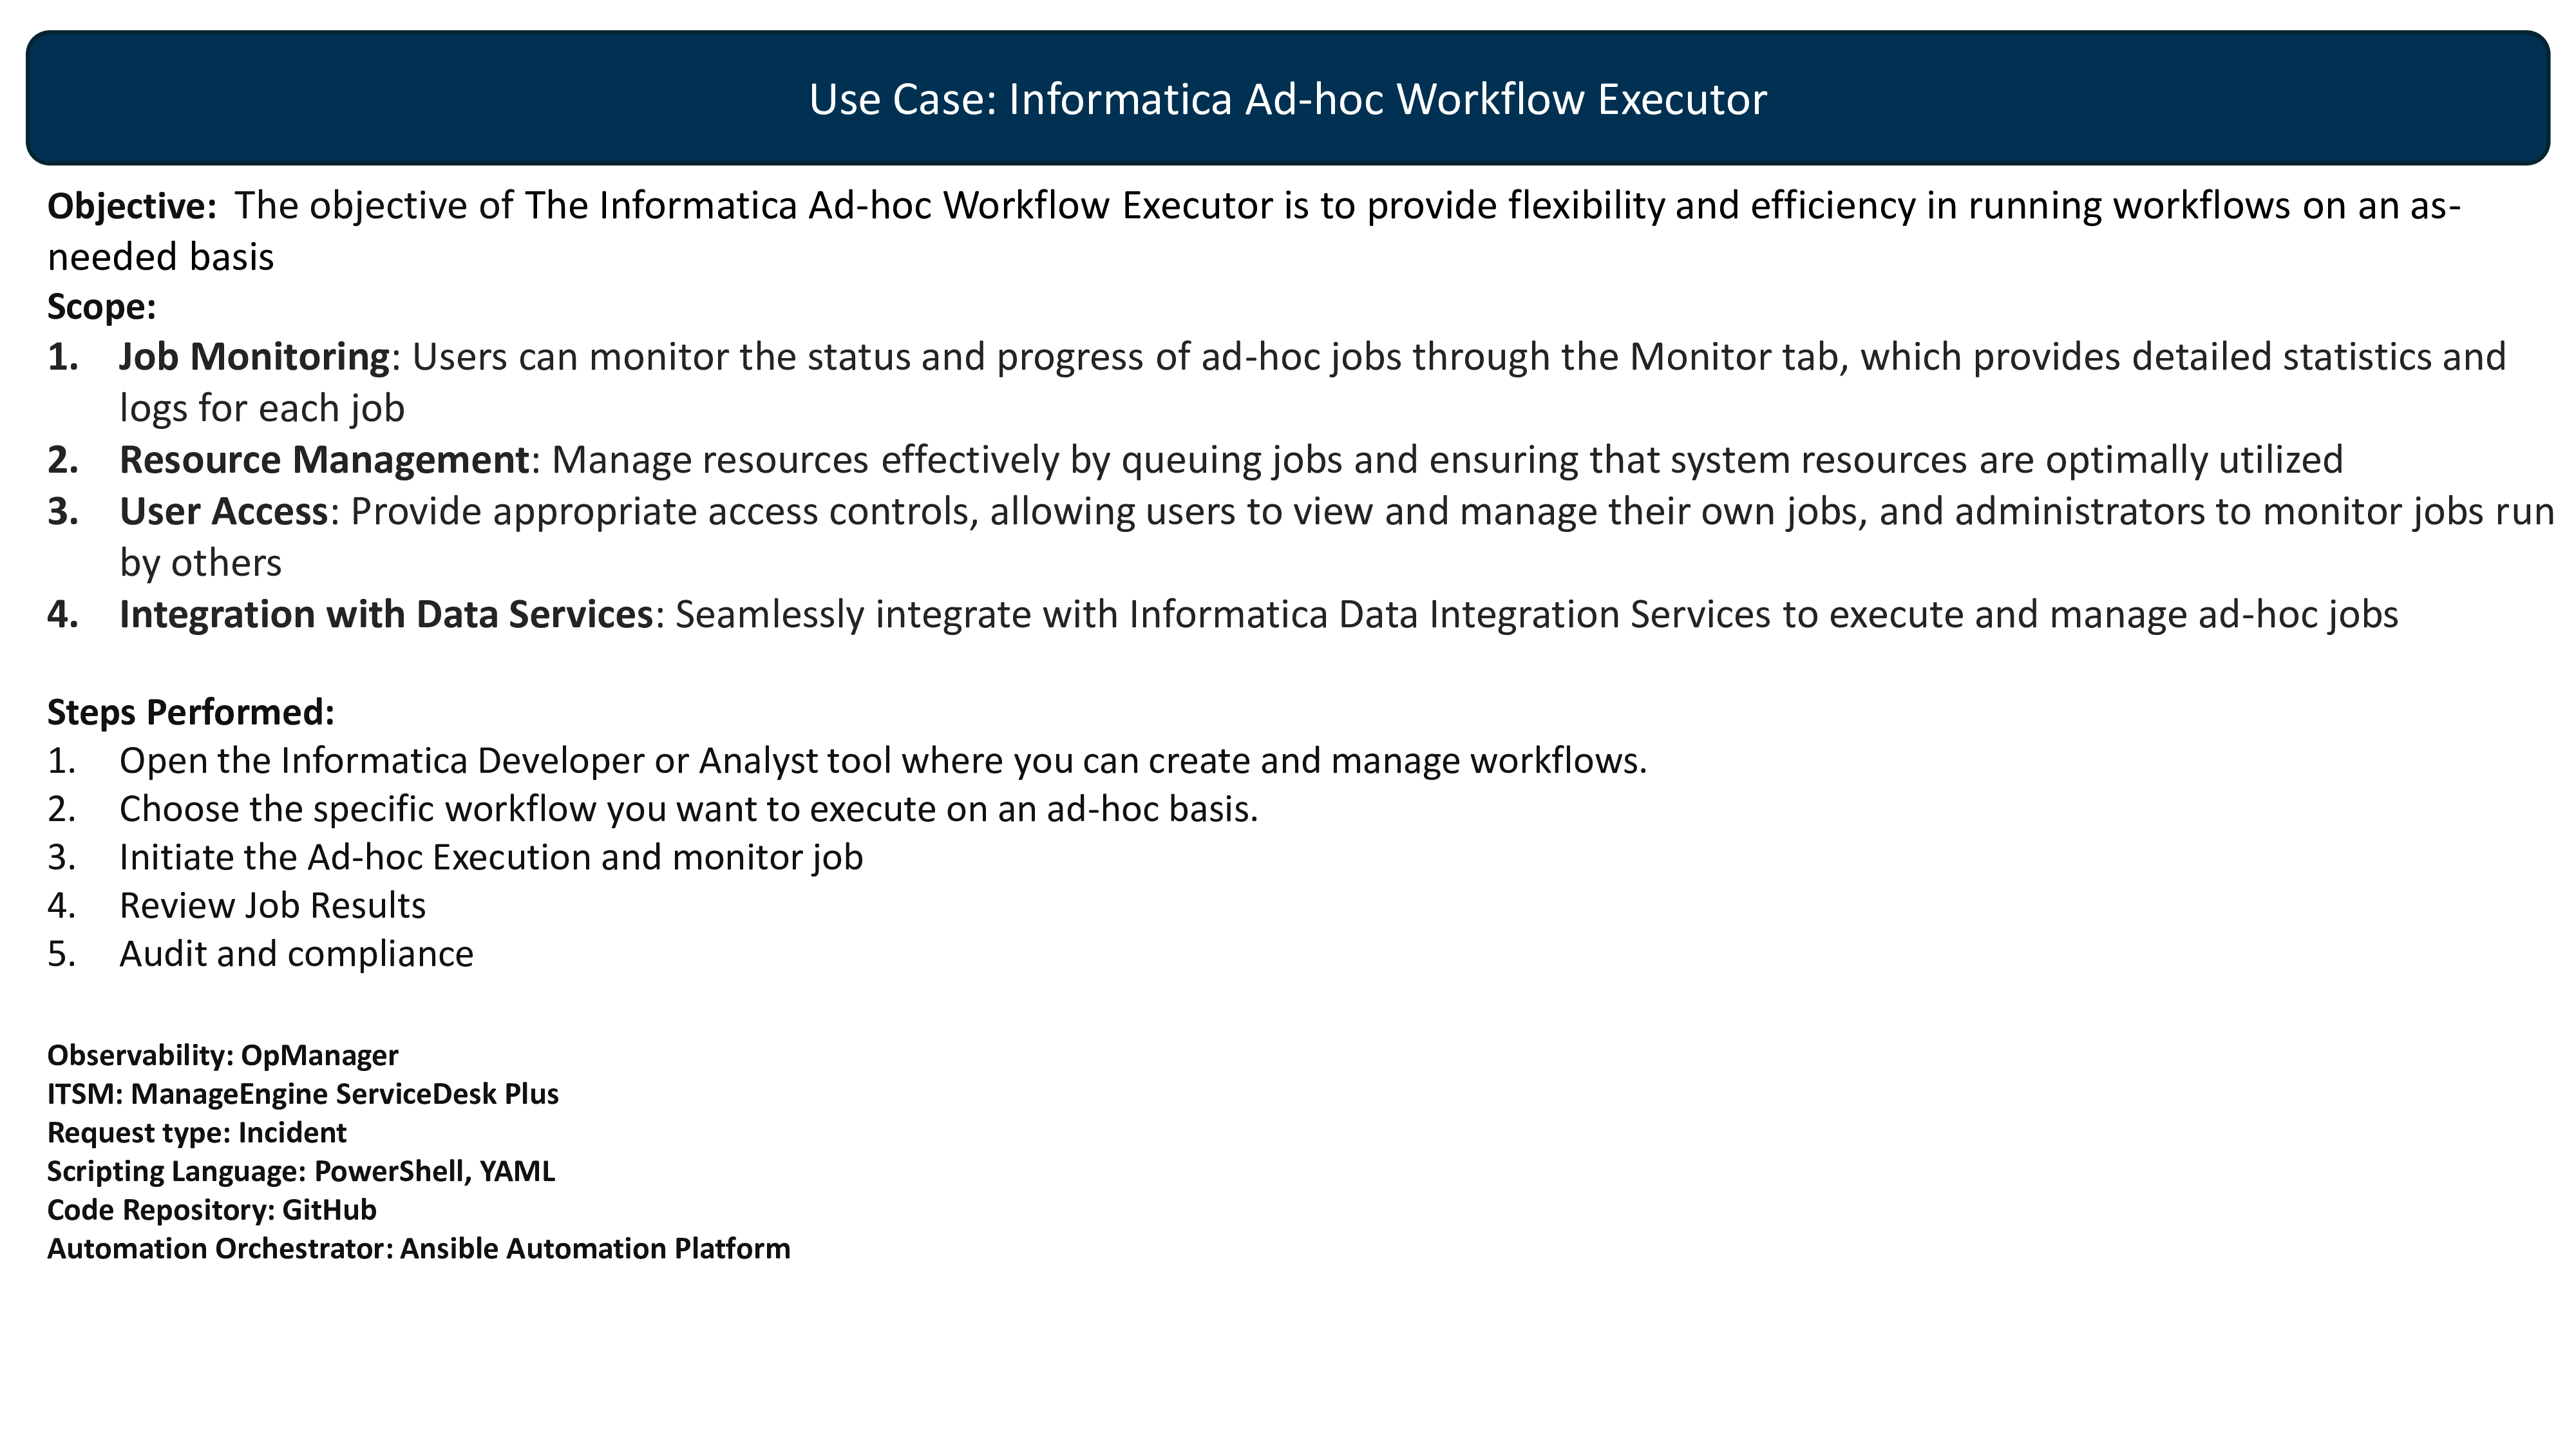 Use Case: Informatica Ad-hoc Workflow Executor
Objective:  The objective of The Informatica Ad-hoc Workflow Executor is to provide flexibility and efficiency in running workflows on an as-
needed basis
Scope:
1. Job Monitoring: Users can monitor the status and progress of ad-hoc jobs through the Monitor tab, which provides detailed statistics and
logs for each job
2. Resource Management: Manage resources effectively by queuing jobs and ensuring that system resources are optimally utilized
3. User Access: Provide appropriate access controls, allowing users to view and manage their own jobs, and administrators to monitor jobs run
by others
4. Integration with Data Services: Seamlessly integrate with Informatica Data Integration Services to execute and manage ad-hoc jobs
Steps Performed:
1. Open the Informatica Developer or Analyst tool where you can create and manage workflows.
2. Choose the specific workflow you want to execute on an ad-hoc basis.
3. Initiate the Ad-hoc Execution and monitor job
4. Review Job Results
5. Audit and compliance
Observability: OpManager
ITSM: ManageEngine ServiceDesk Plus
Request type: Incident
Scripting Language: PowerShell, YAML
Code Repository: GitHub
Automation Orchestrator: Ansible Automation Platform